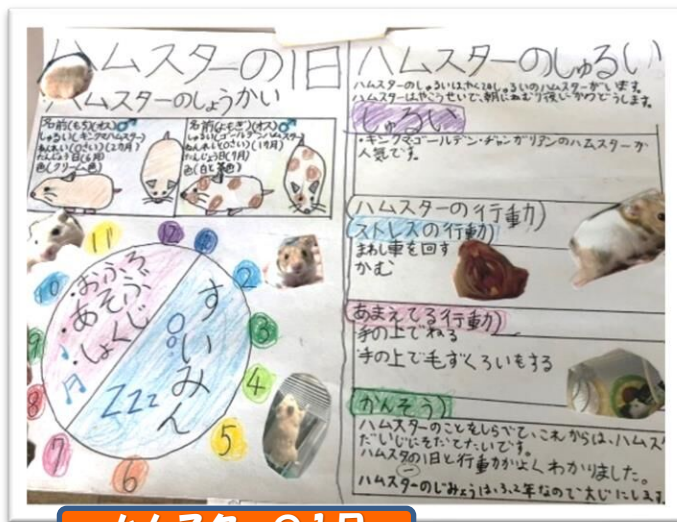 ハムスターの1日
ハムスターのしょうかい
名前(もち)(オス)♂
しゅるい(キンクマハムスター)
ねんれい(0さい)(2か月)
たんじょう日(6月)
色(クリーム色)
名前(よもぎ)(オス)♂
しゅるい(ゴールデンハムスター)
ねんれい(0さい)(1か月)
たんじょう日(7月)
色(白と茶色)
11
12
10
2
9
3
8
4
7
5
6
・おふろ
・あそぶ
・しょくじ
すいみん
ZZZ
ハムスターのしゅるい
ハムスターのしゅるいはやく24しゅるいのハムスターがいます。
ハムスターはやこうせいで、朝にねむり夜にかつどうします。
しゅるい
・キンクマ・ゴールデン・ジャンガリアンのハムスターが
人気です。
(ハムスターの行動)
ストレスの行動)
まわし車を回す
かむ
あまえてる行動)
手の上でねる
手の上で毛づくろいもする
かんそう)
ハムスターのことをしらべて、これからは、ハムスタ
だいじにそだてたいです。
ハムスターの1日と行動がよくわかりました。
ハムスターのじみょうは、3、2年なので大じにします。
ハムスターの1日